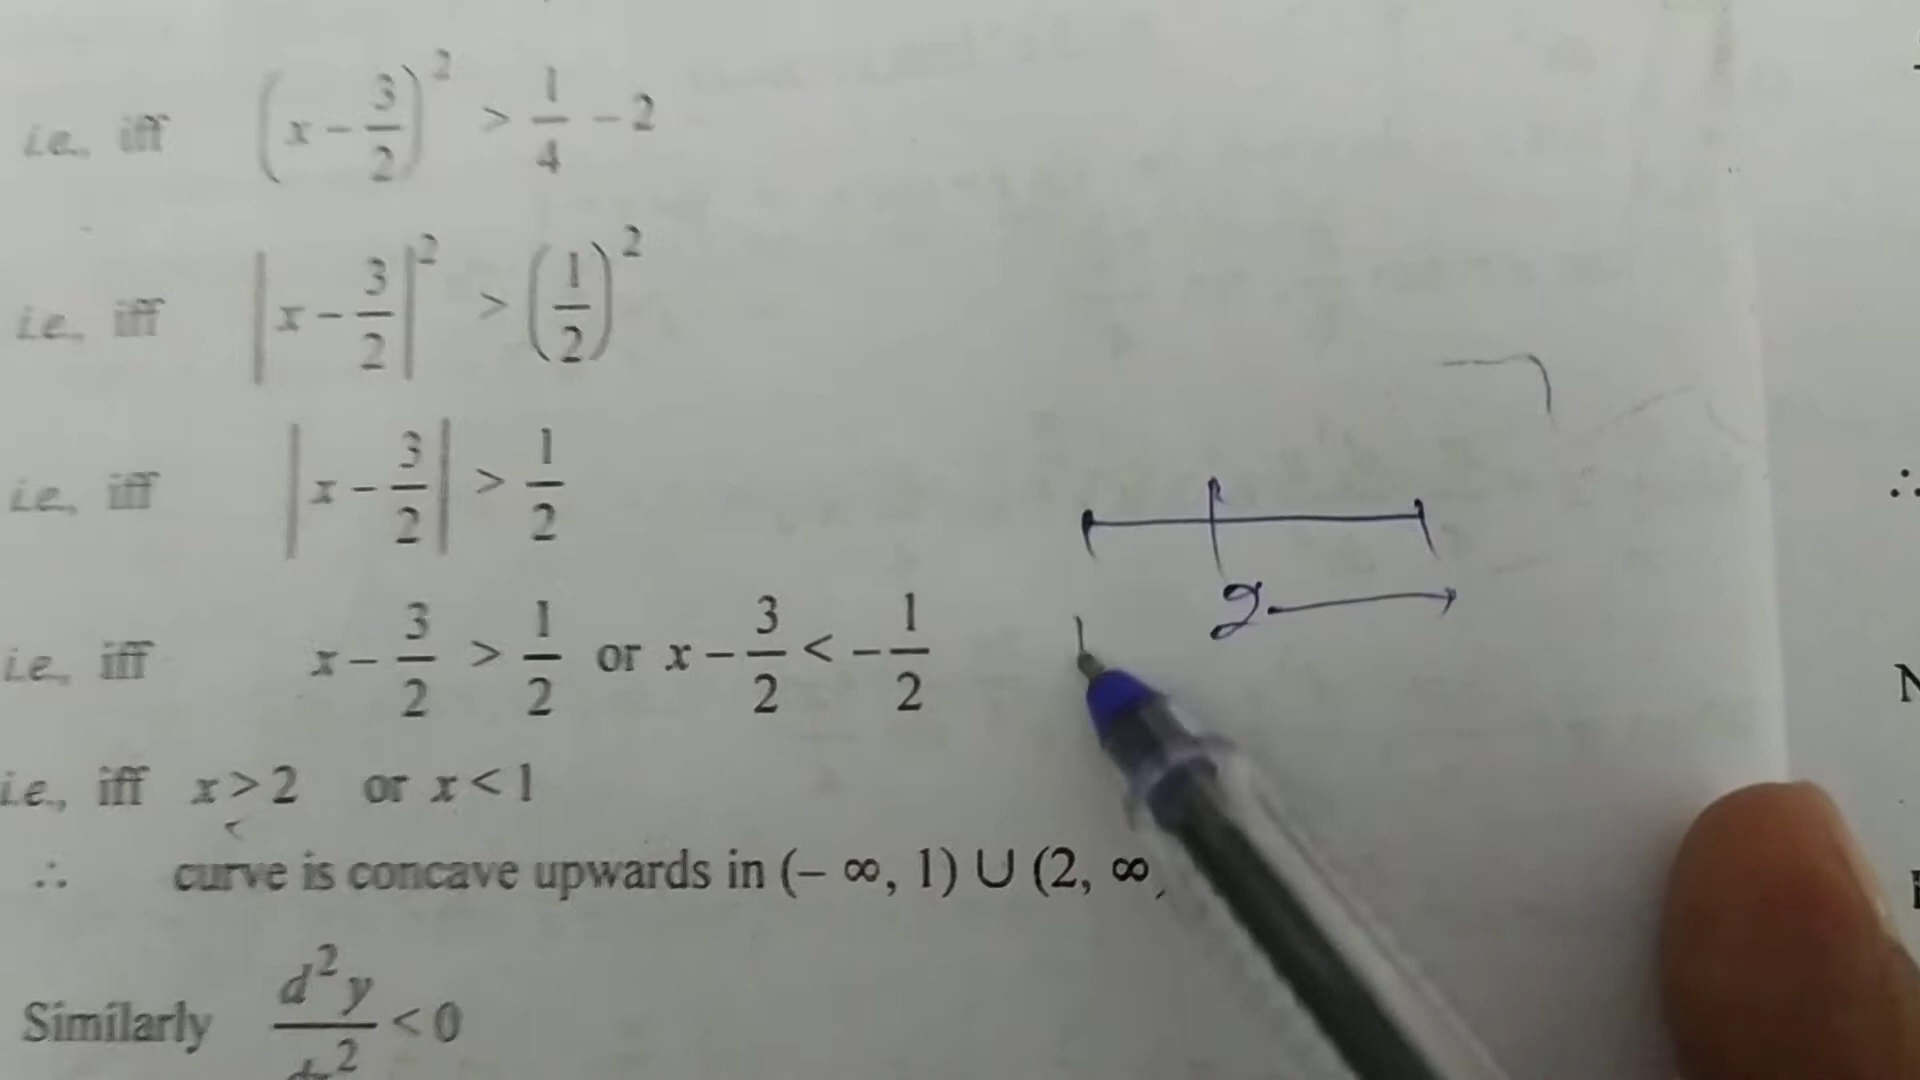 i.e., iff (x − 3/2)² > 1/4 − 2
i.e., iff |x − 3/2|² > (1/2)²
i.e., iff |x − 3/2| > 1/2
i.e., iff x − 3/2 > 1/2 or x − 3/2 < − 1/2
2
i.e., iff x > 2 or x < 1
∴ curve is concave upwards in (− ∞, 1) ∪ (2, ∞
Similarly d²y/dx² < 0
∴